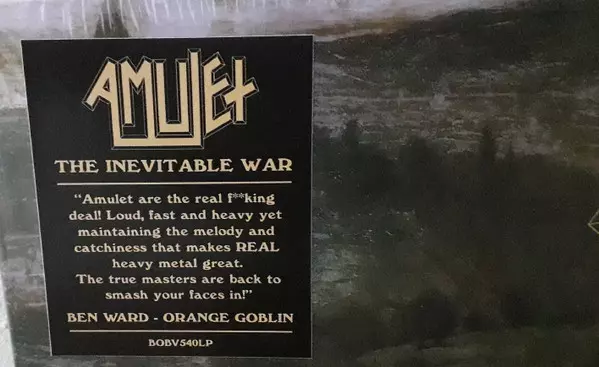 AMULET
THE INEVITABLE WAR
"Amulet are the real f**king
deal! Loud, fast and heavy yet
maintaining the melody and
catchiness that makes REAL
heavy metal great.
The true masters are back to
smash your faces in!"
BEN WARD - ORANGE GOBLIN
BOBV540LP